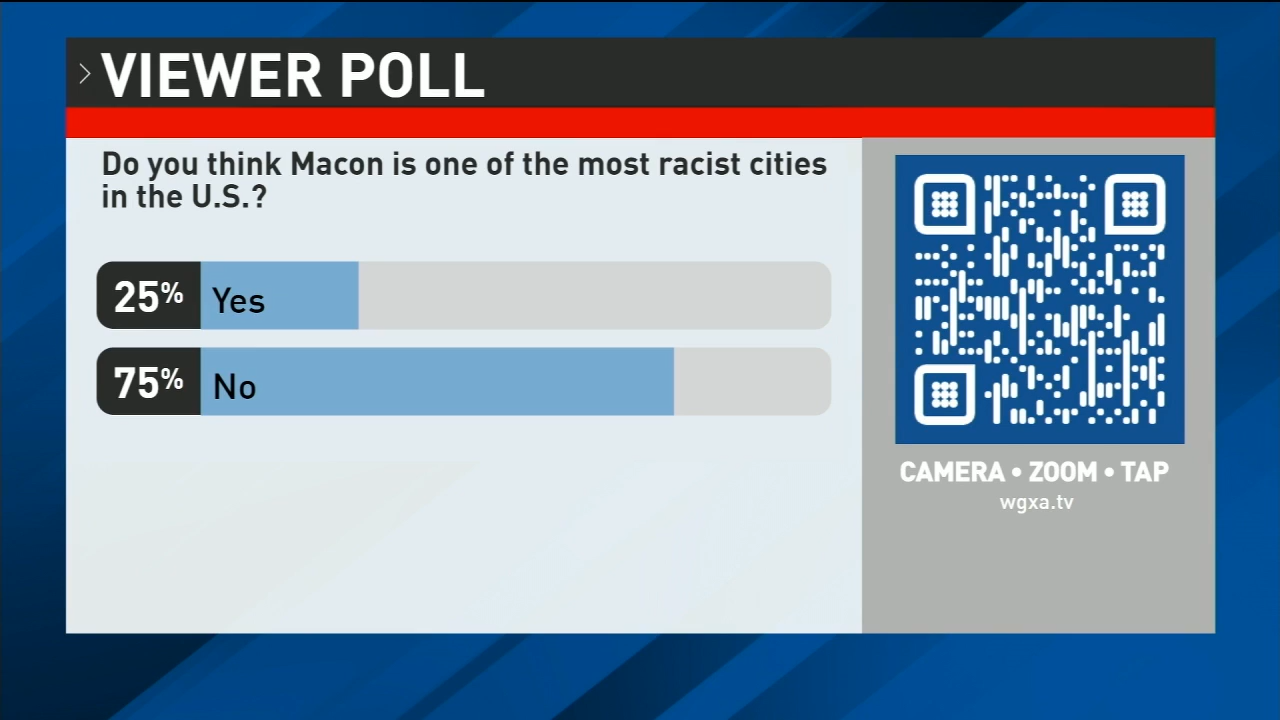 VIEWER POLL
Do you think Macon is one of the most racist cities
in the U.S.?
25% Yes
75% No
CAMERA • ZOOM • TAP
wgxa.tv